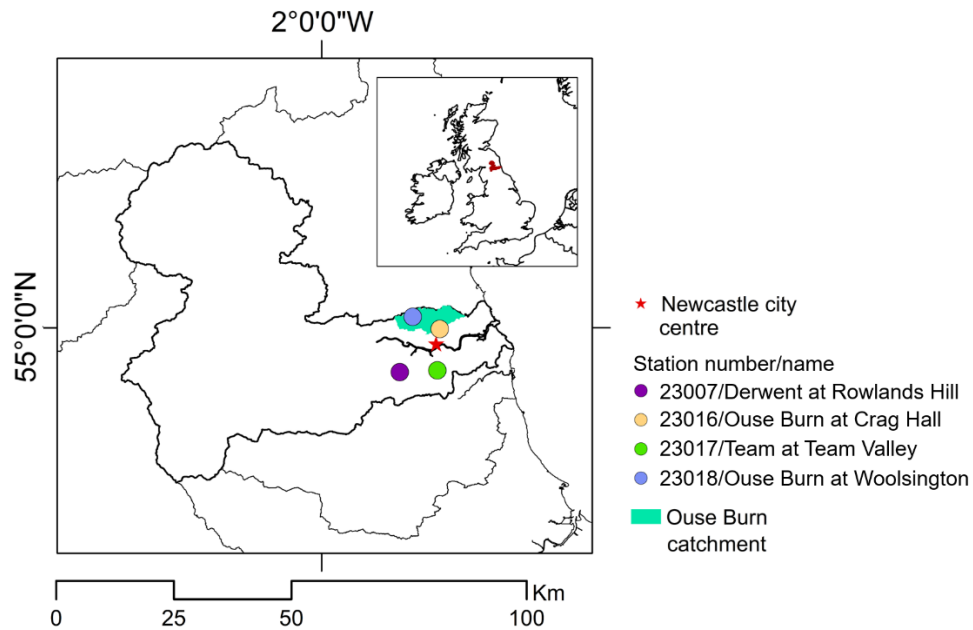 2°0'0"W
55°0'0"N
Newcastle city
centre
Station number/name
23007/Derwent at Rowlands Hill
23016/Ouse Burn at Crag Hall
23017/Team at Team Valley
23018/Ouse Burn at Woolsington
Ouse Burn
catchment
Km
0 25 50 100